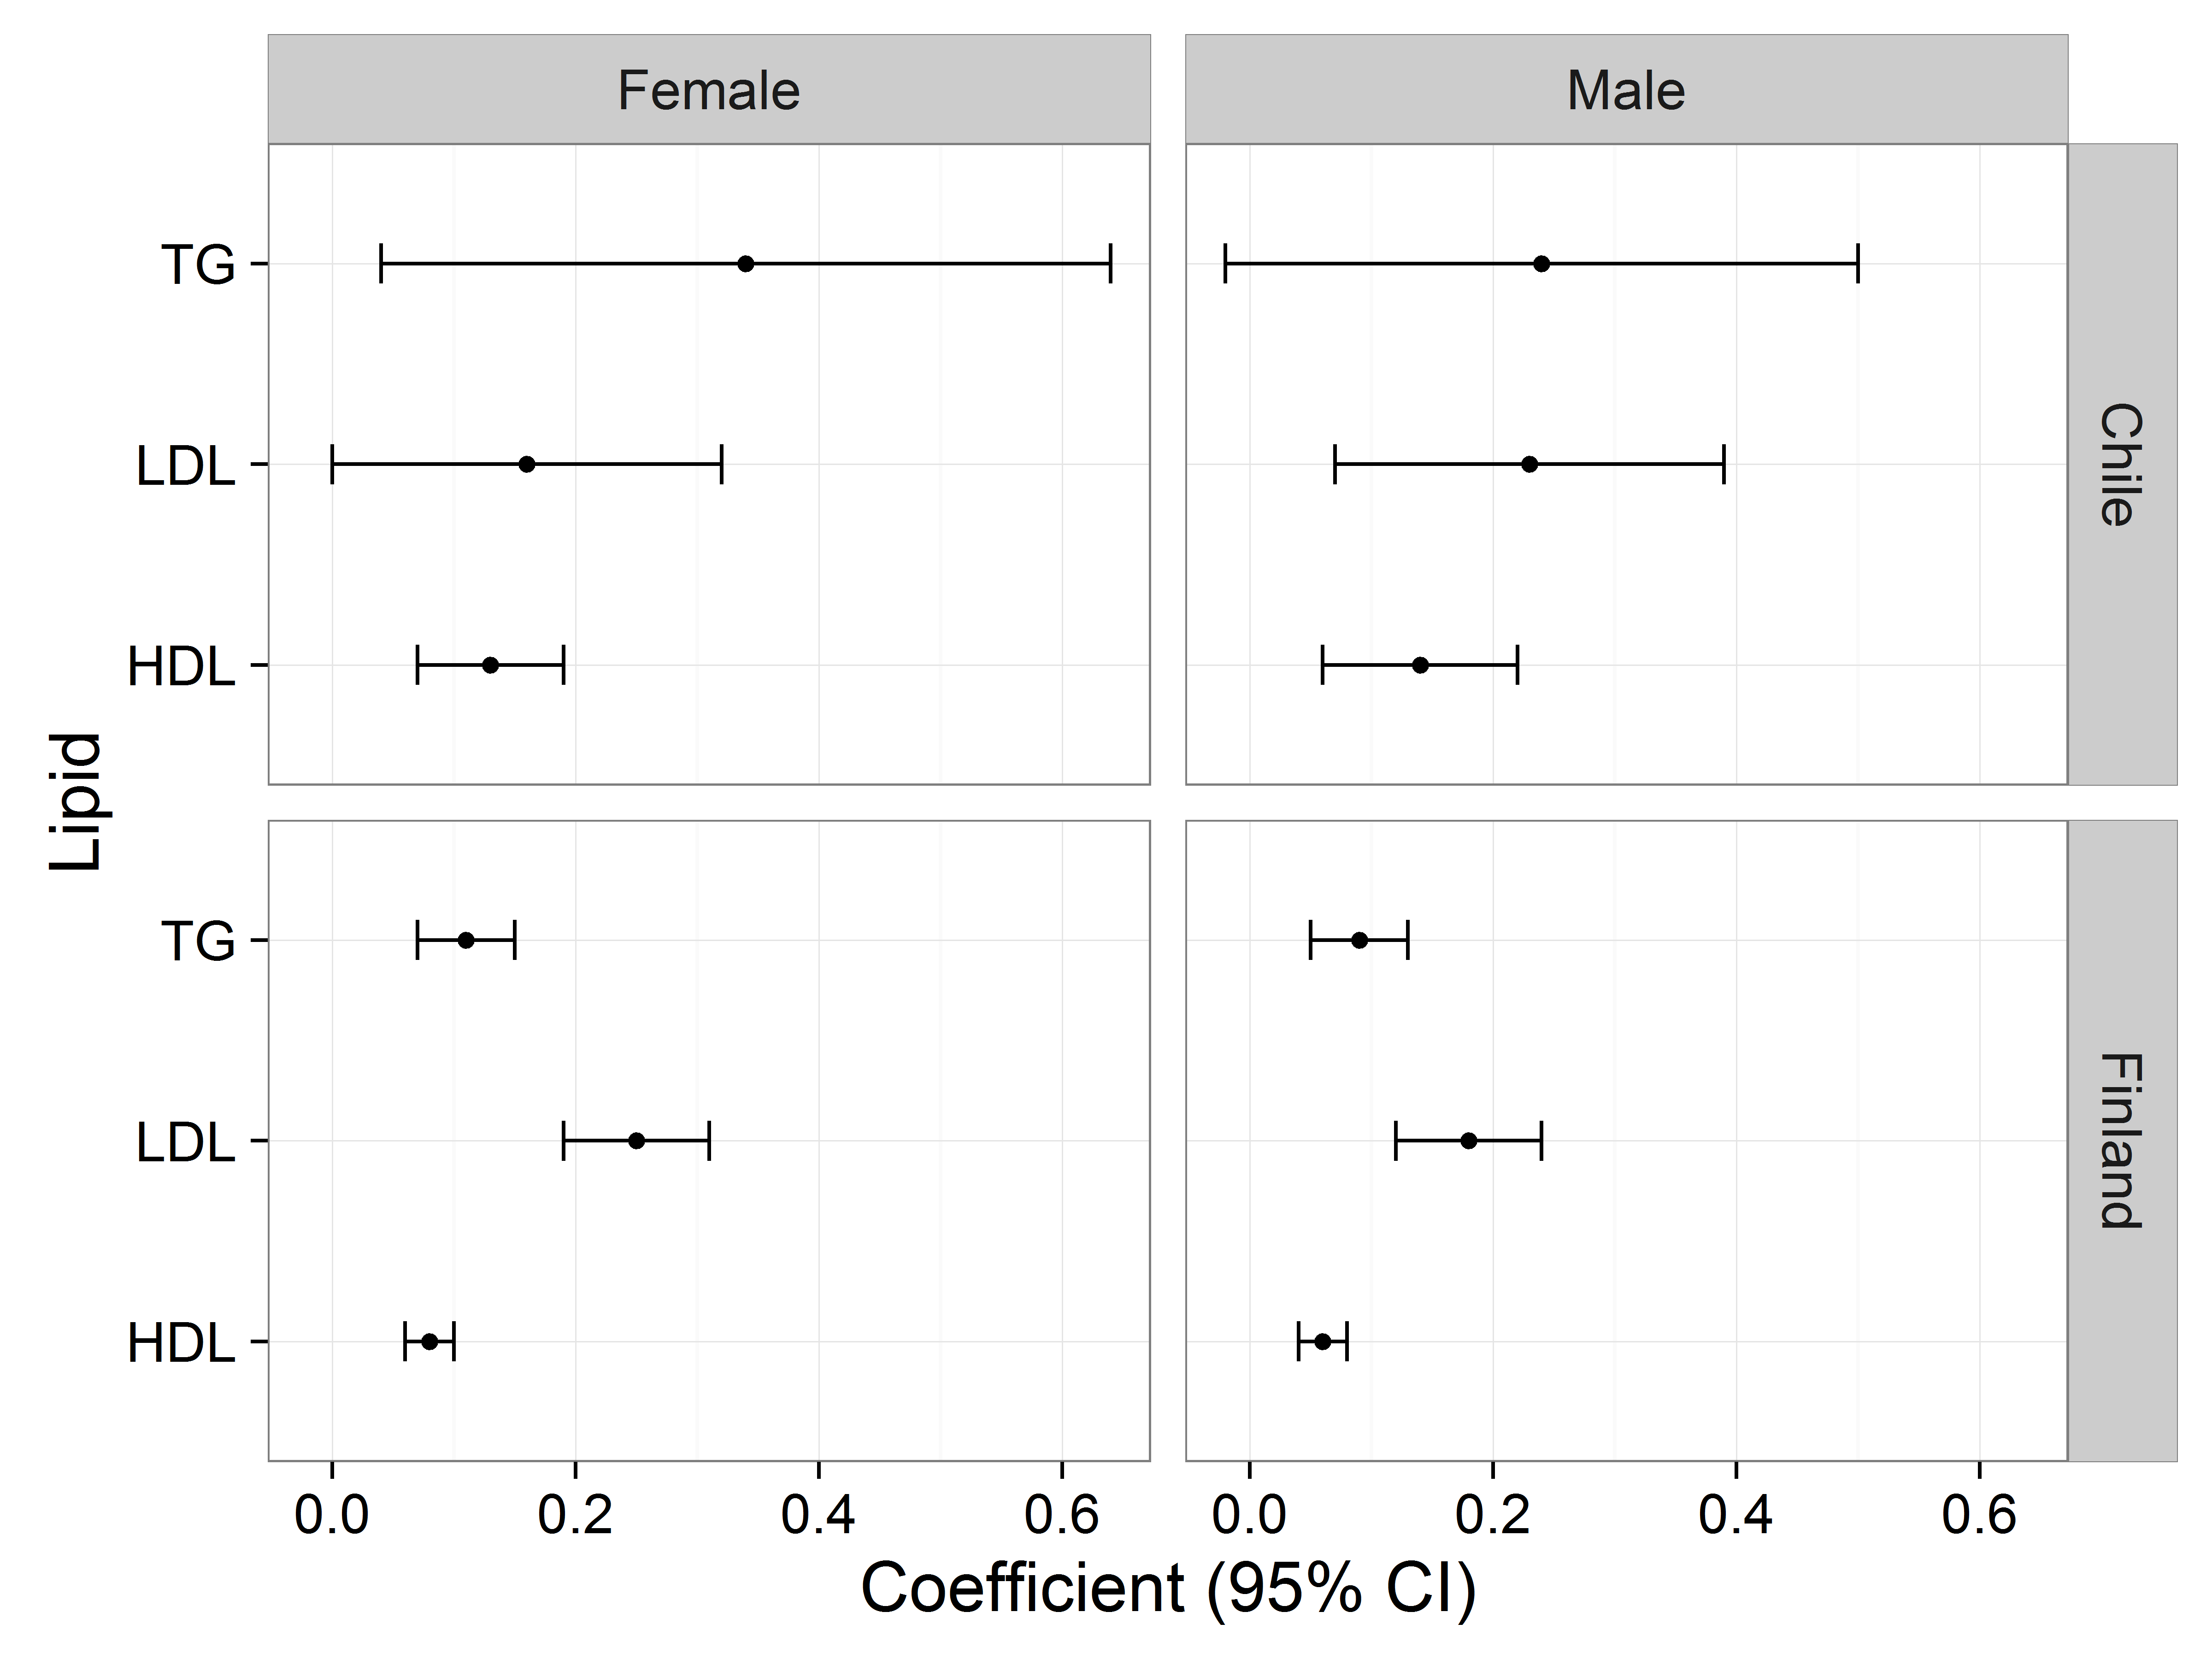 Female
Male
TG
LDL
HDL
Chile
Lipid
TG
LDL
HDL
Finland
0.0 0.2 0.4 0.6
0.0 0.2 0.4 0.6
Coefficient (95% CI)